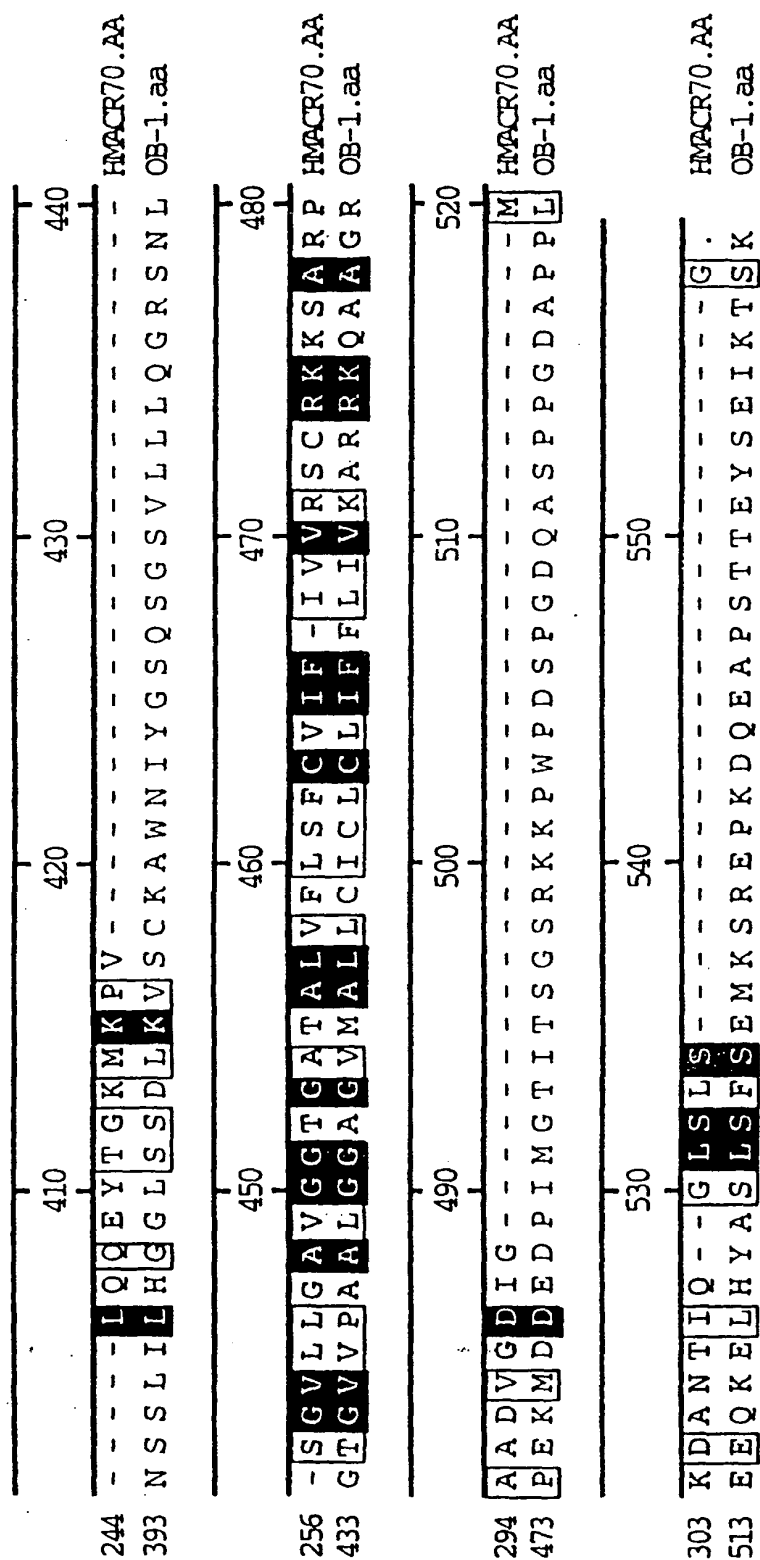 410 420 430 440
244 - - - - - L Q Q E Y T G K M K P V - - - - - - - - - - - - - - - - - - - - - - - HMACR70.AA
393 N S S L I L H G G L S S D L K V S C K A W N I Y G S Q S G S V L L L Q G R S N L OB-1.aa
450 460 470 480
256 - S G V L L G A V G G T G A T A L V F L S F C V I F - I V V R S C R K K S A R P HMACR70.AA
433 G T G V V P A A L G G A G V M A L L C I C L C L I F F L I V K A R R K Q A A G R OB-1.aa
490 500 510 520
294 A A D V G D I G - - - - - - - - - - - - - - - - - - - - - - - - - - - - - - - M HMACR70.AA
473 P E K M D D E D P I M G T I T S G S R K K P W P D S P G D Q A S P P G D A P P L OB-1.aa
530 540 550
303 K D A N T I Q - - G L S L S - - - - - - - - - - - - - - - - - - - - - - - G . HMACR70.AA
513 E E Q K E L H Y A S L S F S E M K S R E P K D Q E A P S T T E Y S E I K T S K OB-1.aa